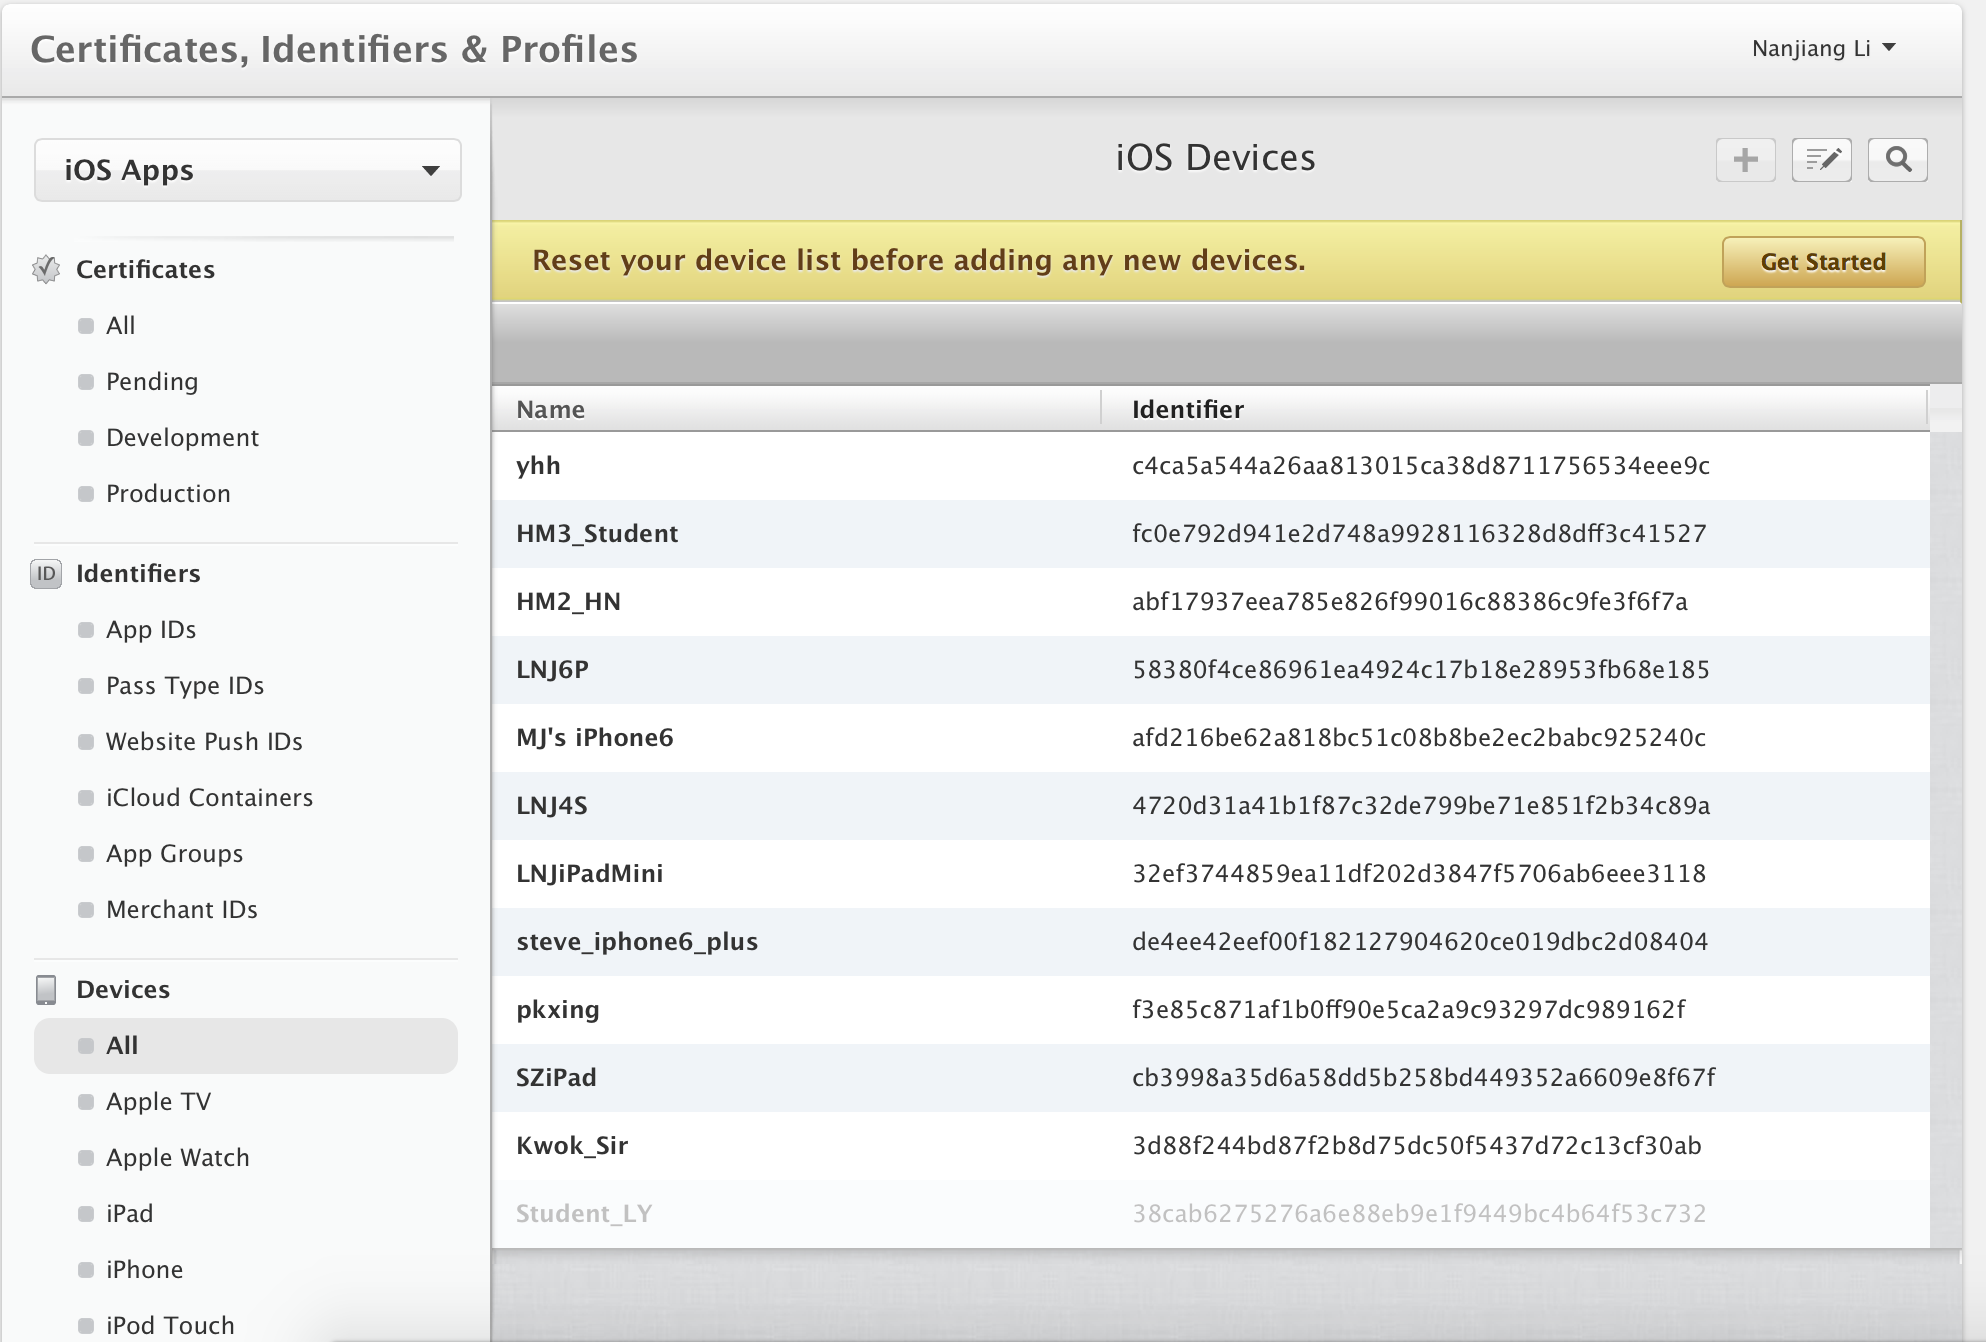 Certificates, Identifiers & Profiles
Nanjiang Li
iOS Apps
Certificates
All
Pending
Development
Production
ID
Identifiers
App IDs
Pass Type IDs
Website Push IDs
iCloud Containers
App Groups
Merchant IDs
Devices
All
Apple TV
Apple Watch
iPad
iPhone
iPod Touch
iOS Devices
Reset your device list before adding any new devices.
Get Started
Name Identifier
yhh c4ca5a544a26aa813015ca38d8711756534eee9c
HM3_Student fc0e792d941e2d748a9928116328d8dff3c41527
HM2_HN abf17937eea785e826f99016c88386c9fe3f6f7a
LNJ6P 58380f4ce86961ea4924c17b18e28953fb68e185
MJ's iPhone6 afd216be62a818bc51c08b8be2ec2babc925240c
LNJ4S 4720d31a41b1f87c32de799be71e851f2b34c89a
LNJiPadMini 32ef3744859ea11df202d3847f5706ab6eee3118
steve_iphone6_plus de4ee42eef00f182127904620ce019dbc2d08404
pkxing f3e85c871af1b0ff90e5ca2a9c93297dc989162f
SZiPad cb3998a35d6a58dd5b258bd449352a6609e8f67f
Kwok_Sir 3d88f244bd87f2b8d75dc50f5437d72c13cf30ab
Student_LY 38cab6275276a6e88eb9e1f9449bc4b64f53c732